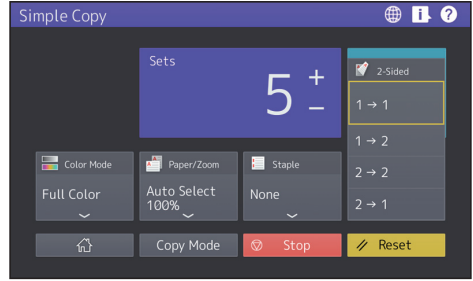 Simple Copy
Sets
5 + −
2-Sided
1 → 1
1 → 2
2 → 2
2 → 1
Color Mode
Full Color
Paper/Zoom
Auto Select
100%
Staple
None
Copy Mode
Stop
Reset